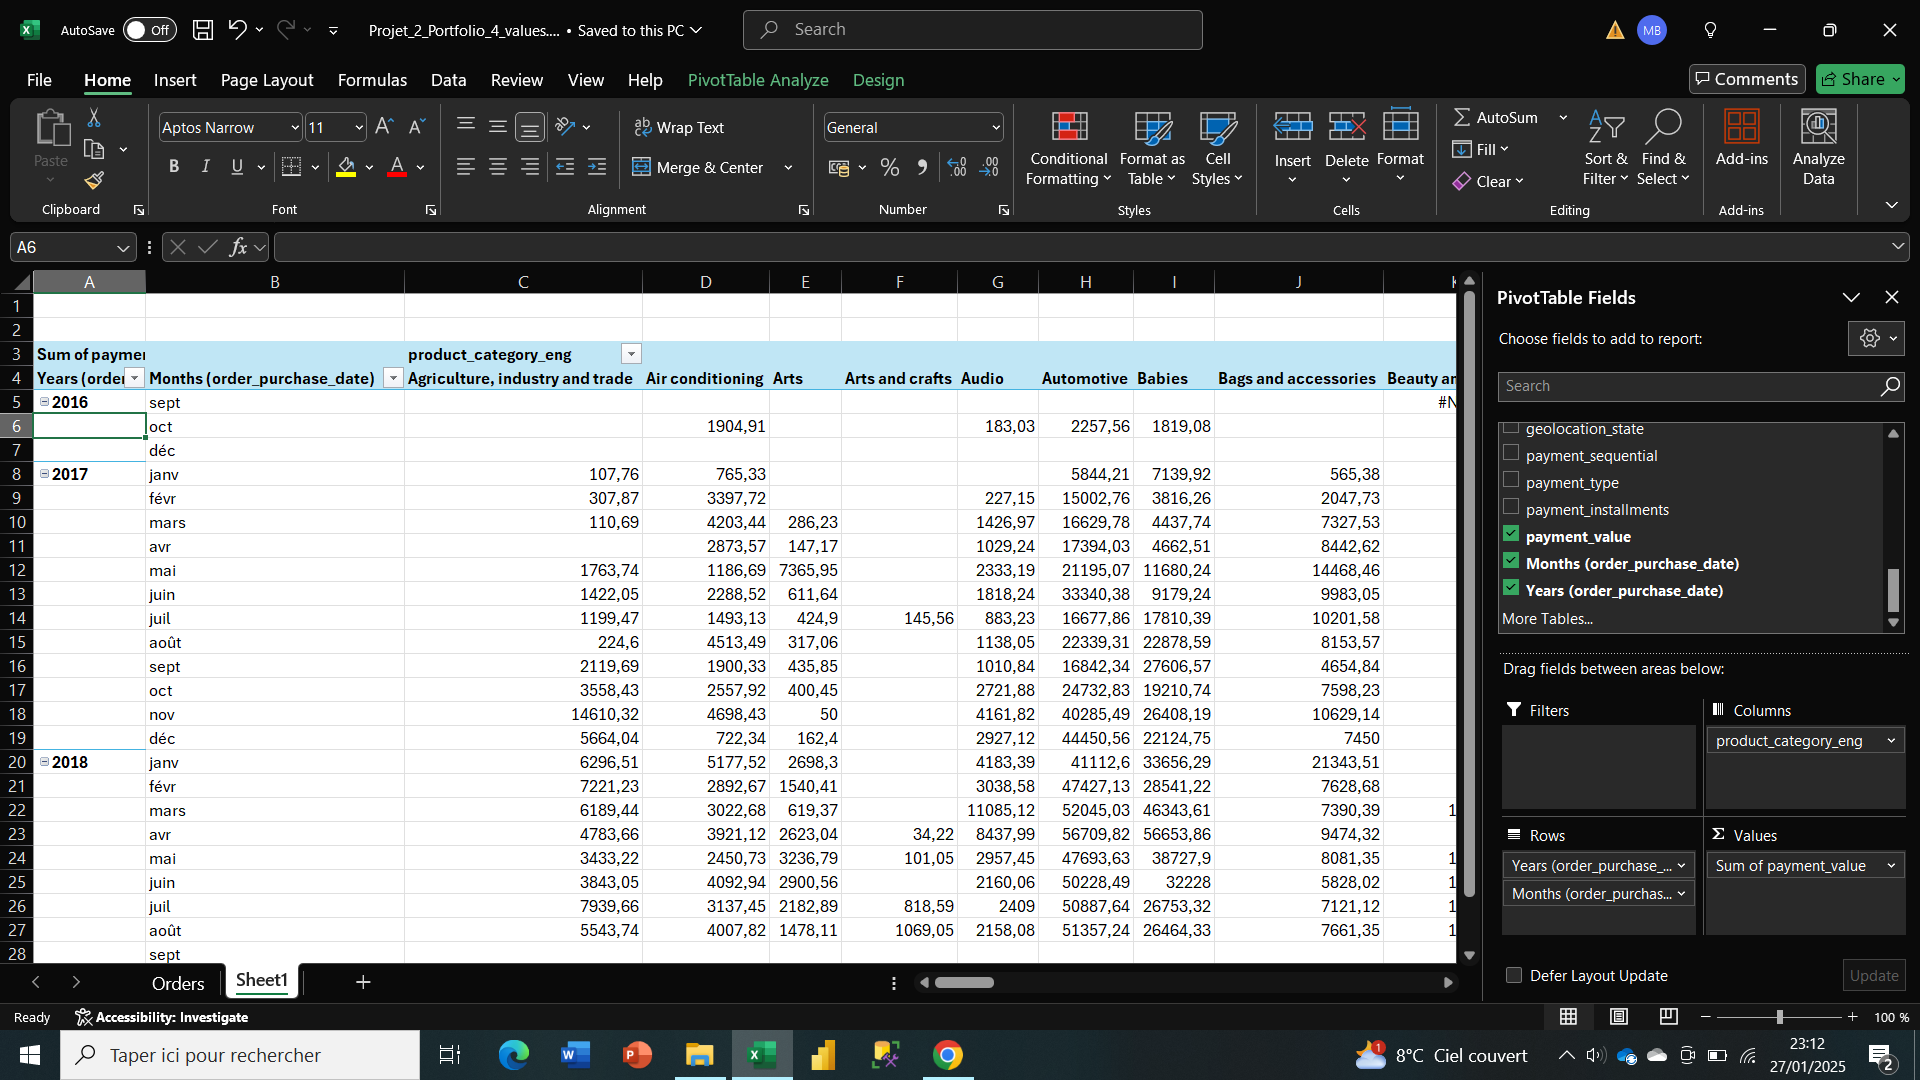 AutoSave Off Projet_2_Portfolio_4_values.... • Saved to this PC Search MB
File Home Insert Page Layout Formulas Data Review View Help PivotTable Analyze Design Comments Share
Paste Aptos Narrow 11 Wrap Text General Conditional Formatting Format as Table Cell Styles Insert Delete Format AutoSum Fill Clear Sort & Filter Find & Select Add-ins Analyze Data
B I U Merge & Center
Clipboard Font Alignment Number Styles Cells Editing Add-ins
A6 fx
A B C D E F G H I J
1
2
3 Sum of paymen product_category_eng
4 Years (order Months (order_purchase_date) Agriculture, industry and trade Air conditioning Arts Arts and crafts Audio Automotive Babies Bags and accessories Beauty an
5 2016 sept #N
6 oct 1904,91 183,03 2257,56 1819,08
7 déc
8 2017 janv 107,76 765,33 5844,21 7139,92 565,38
9 févr 307,87 3397,72 227,15 15002,76 3816,26 2047,73
10 mars 110,69 4203,44 286,23 1426,97 16629,78 4437,74 7327,53
11 avr 2873,57 147,17 1029,24 17394,03 4662,51 8442,62
12 mai 1763,74 1186,69 7365,95 2333,19 21195,07 11680,24 14468,46
13 juin 1422,05 2288,52 611,64 1818,24 33340,38 9179,24 9983,05
14 juil 1199,47 1493,13 424,9 145,56 883,23 16677,86 17810,39 10201,58
15 août 224,6 4513,49 317,06 1138,05 22339,31 22878,59 8153,57
16 sept 2119,69 1900,33 435,85 1010,84 16842,34 27606,57 4654,84
17 oct 3558,43 2557,92 400,45 2721,88 24732,83 19210,74 7598,23
18 nov 14610,32 4698,43 50 4161,82 40285,49 26408,19 10629,14
19 déc 5664,04 722,34 162,4 2927,12 44450,56 22124,75 7450
20 2018 janv 6296,51 5177,52 2698,3 4183,39 41112,6 33656,29 21343,51
21 févr 7221,23 2892,67 1540,41 3038,58 47427,13 28541,22 7628,68
22 mars 6189,44 3022,68 619,37 11085,12 52045,03 46343,61 7390,39 1
23 avr 4783,66 3921,12 2623,04 34,22 8437,99 56709,82 56653,86 9474,32
24 mai 3433,22 2450,73 3236,79 101,05 2957,45 47693,63 38727,9 8081,35 1
25 juin 3843,05 4092,94 2900,56 2160,06 50228,49 32228 5828,02 1
26 juil 7939,66 3137,45 2182,89 818,59 2409 50887,64 26753,32 7121,12 1
27 août 5543,74 4007,82 1478,11 1069,05 2158,08 51357,24 26464,33 7661,35 1
28 sept
PivotTable Fields
Choose fields to add to report:
Search
geolocation_state
payment_sequential
payment_type
payment_installments
payment_value
Months (order_purchase_date)
Years (order_purchase_date)
More Tables...
Drag fields between areas below:
Filters Columns
product_category_eng
Rows Values
Years (order_purchase_... Sum of payment_value
Months (order_purchas...
Defer Layout Update Update
Orders Sheet1
Ready Accessibility: Investigate 100 %
Taper ici pour rechercher 1 8°C Ciel couvert 23:12
27/01/2025 2